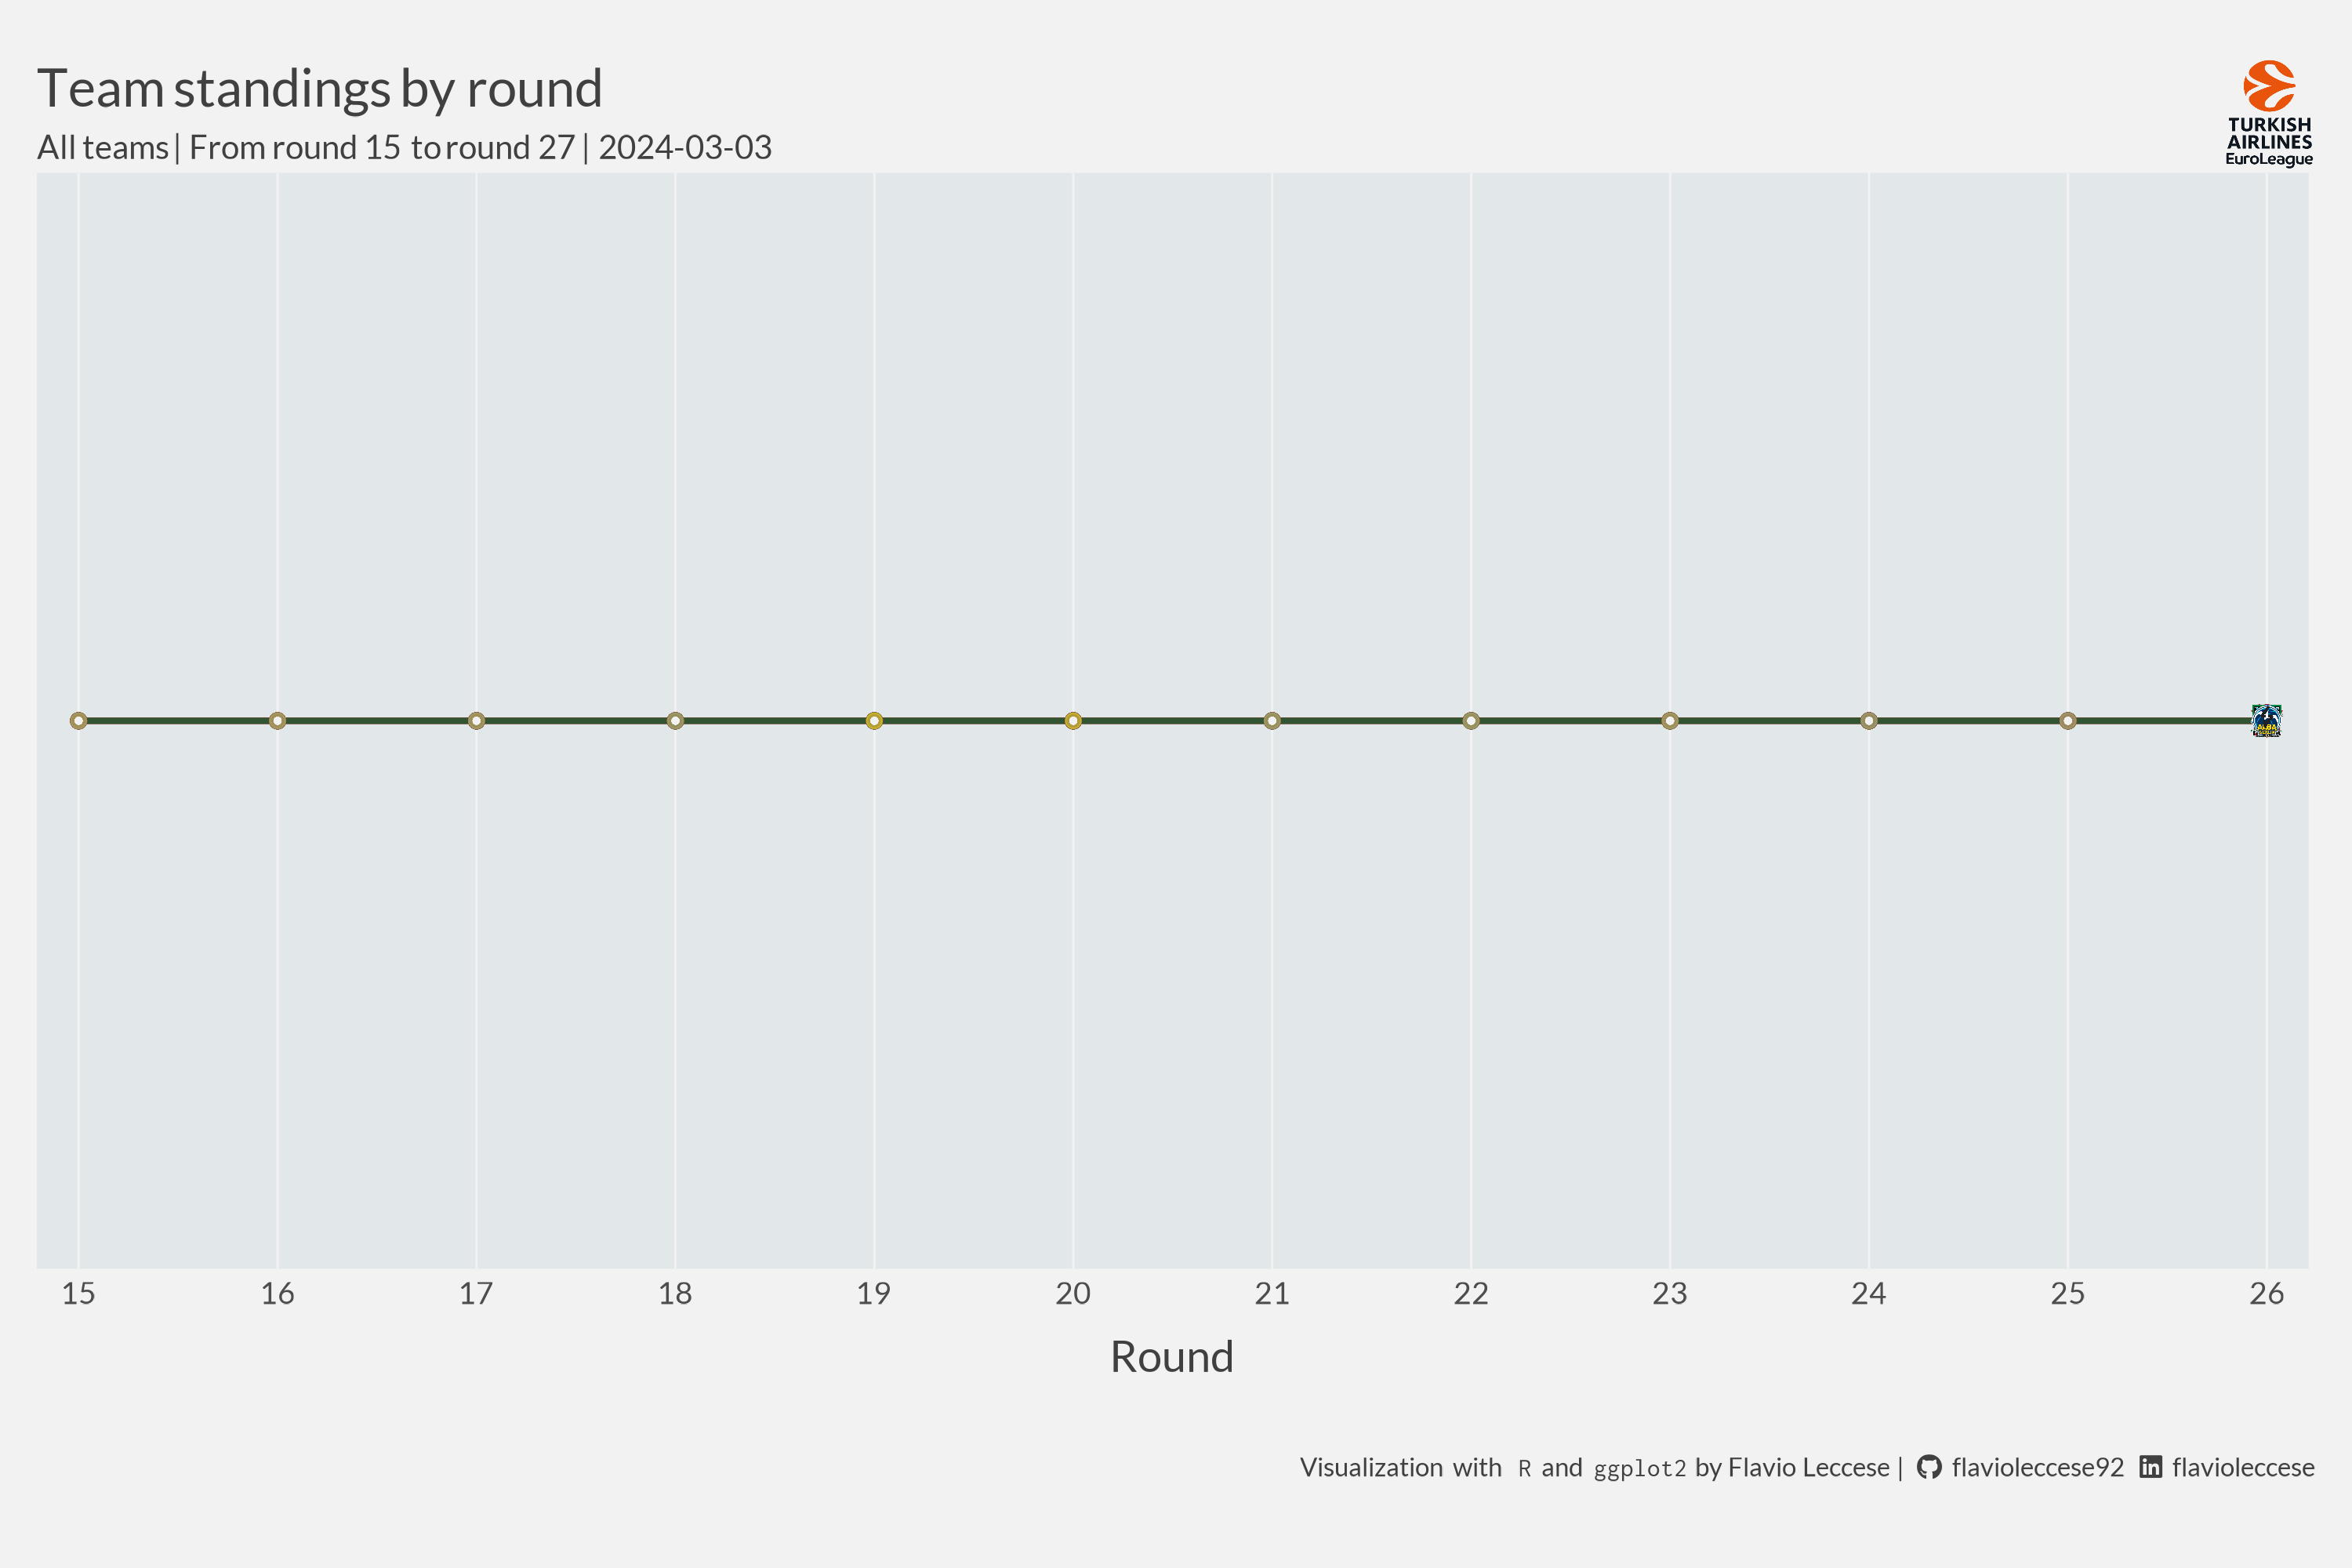 Team standings by round
All teams | From round 15 to round 27 | 2024-03-03
TURKISH
AIRLINES
EuroLeague
ALBA
15 16 17 18 19 20 21 22 23 24 25 26
Round
Visualization with R and ggplot2 by Flavio Leccese | flavioleccese92 in flavioleccese